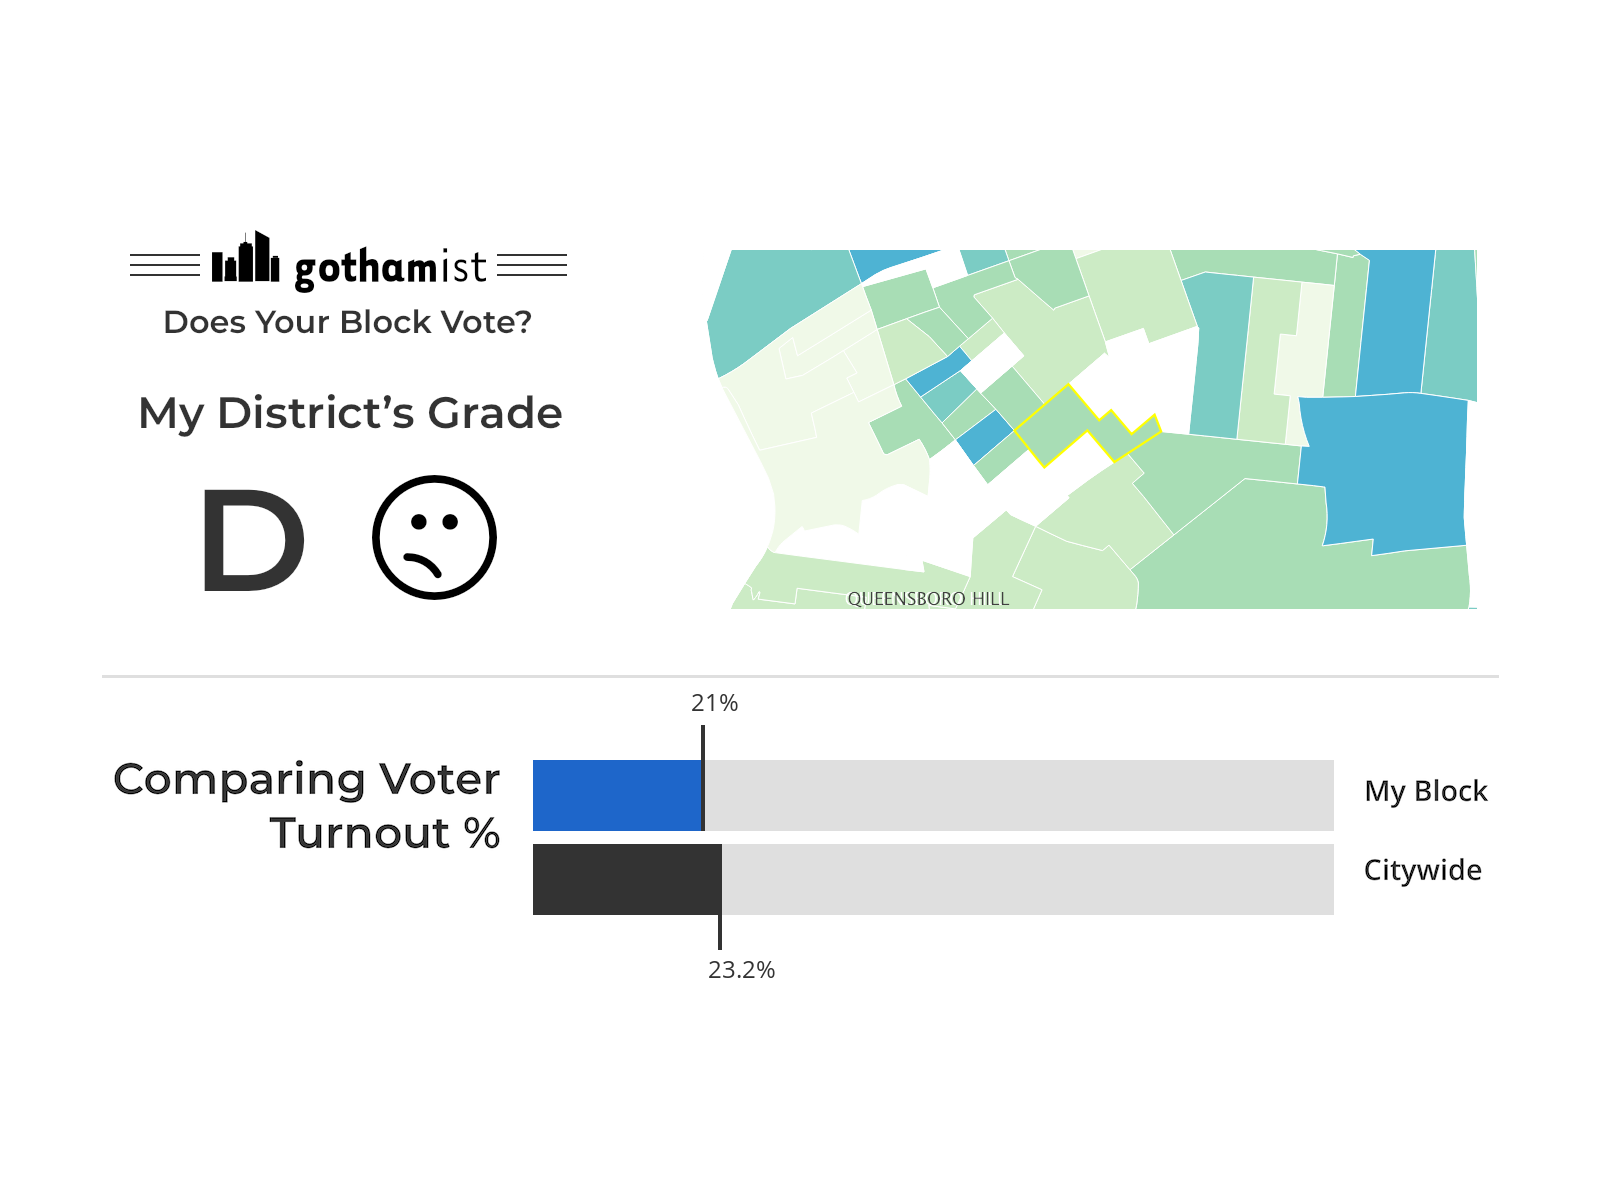 gothamist
Does Your Block Vote?
My District’s Grade
D
QUEENSBORO HILL
21%
Comparing Voter
Turnout %
My Block
Citywide
23.2%